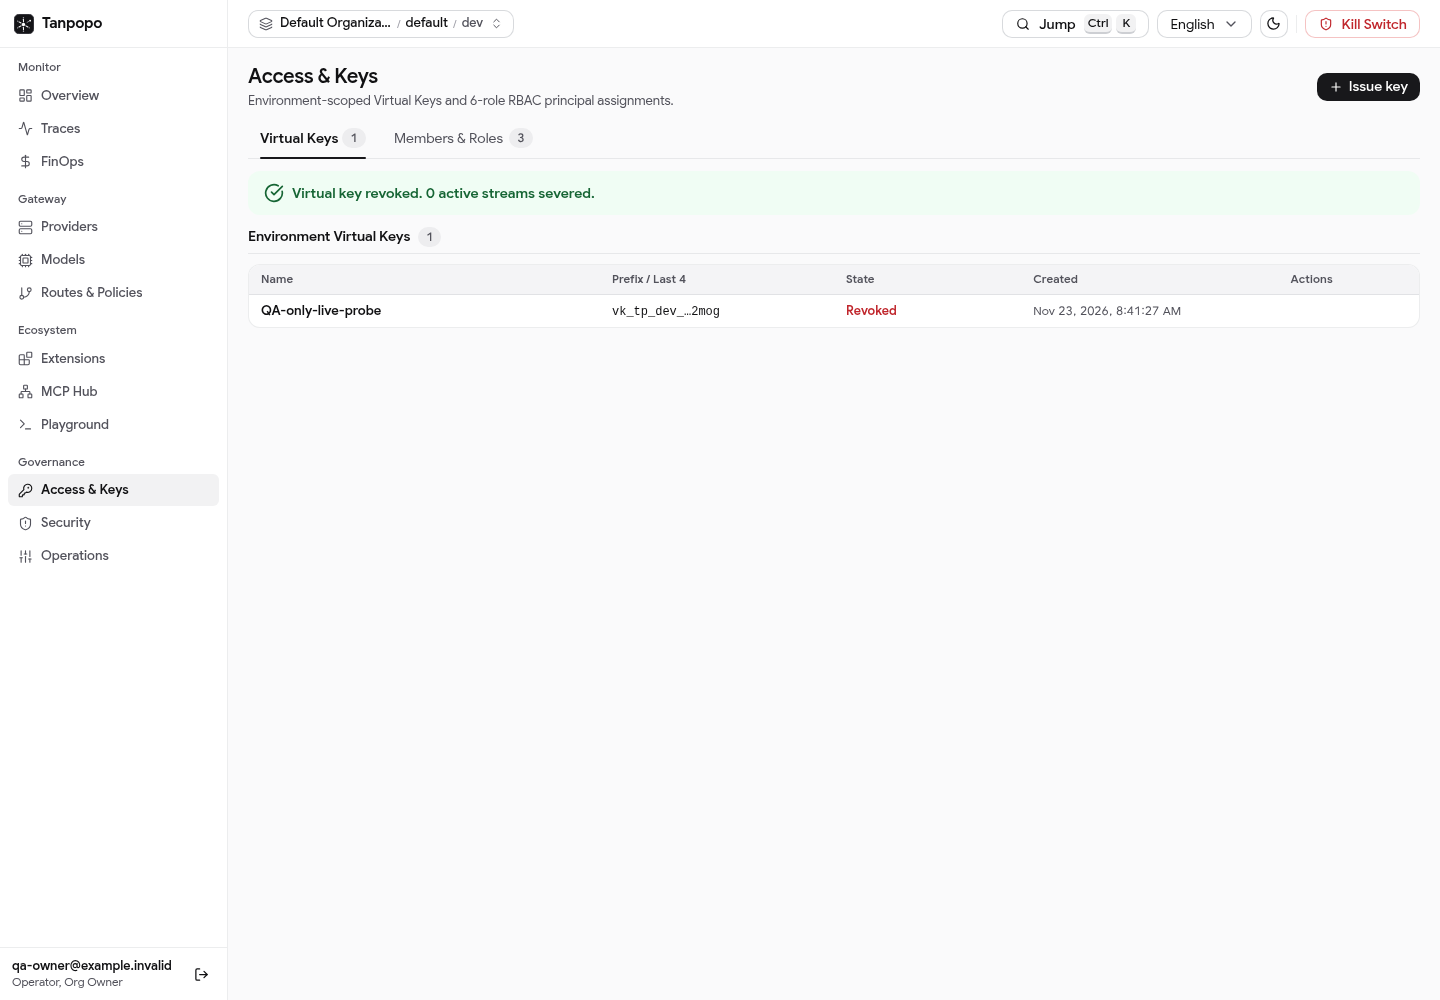 Tanpopo
Default Organiza... / default / dev
Jump Ctrl K
English
Kill Switch
Monitor
Overview
Traces
FinOps
Gateway
Providers
Models
Routes & Policies
Ecosystem
Extensions
MCP Hub
Playground
Governance
Access & Keys
Security
Operations
qa-owner@example.invalid
Operator, Org Owner
Access & Keys
Environment-scoped Virtual Keys and 6-role RBAC principal assignments.
Issue key
Virtual Keys 1 Members & Roles 3
Virtual key revoked. 0 active streams severed.
Environment Virtual Keys 1
Name Prefix / Last 4 State Created Actions
QA-only-live-probe vk_tp_dev_…2mog Revoked Nov 23, 2026, 8:41:27 AM